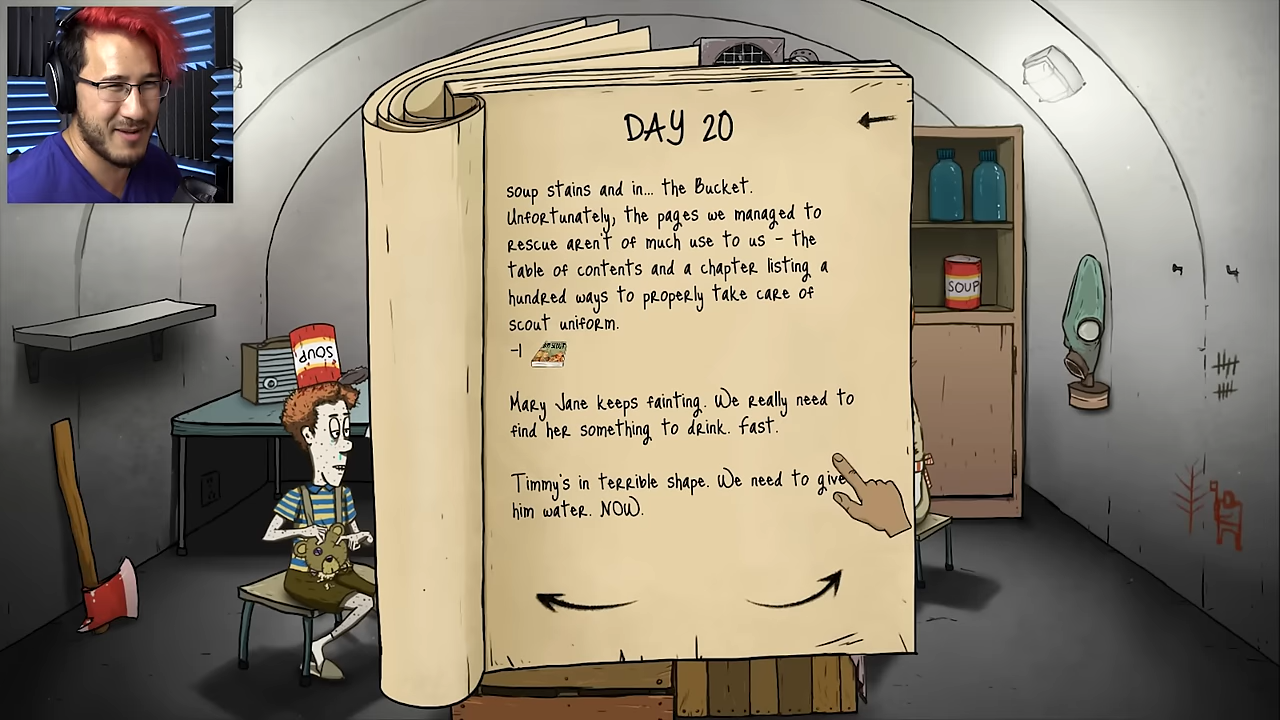 DAY 20
soup stains and in... the Bucket.
Unfortunately, the pages we managed to
rescue aren't of much use to us - the
table of contents and a chapter listing a
hundred ways to properly take care of
scout uniform.
-1
Mary Jane keeps fainting. We really need to
find her something to drink. Fast.
Timmy's in terrible shape. We need to give
him water. NOW.
SOUP
SOUP